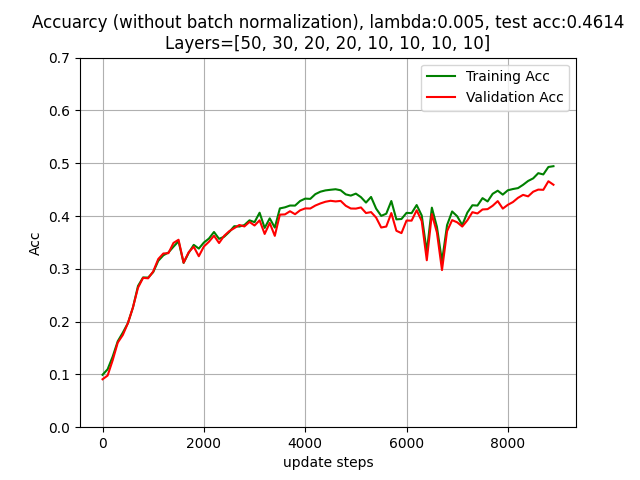 Accuarcy (without batch normalization), lambda:0.005, test acc:0.4614
Layers=[50, 30, 20, 20, 10, 10, 10, 10]
Training Acc
Validation Acc
0.7
0.6
0.5
0.4
0.3
0.2
0.1
0.0
Acc
0 2000 4000 6000 8000
update steps